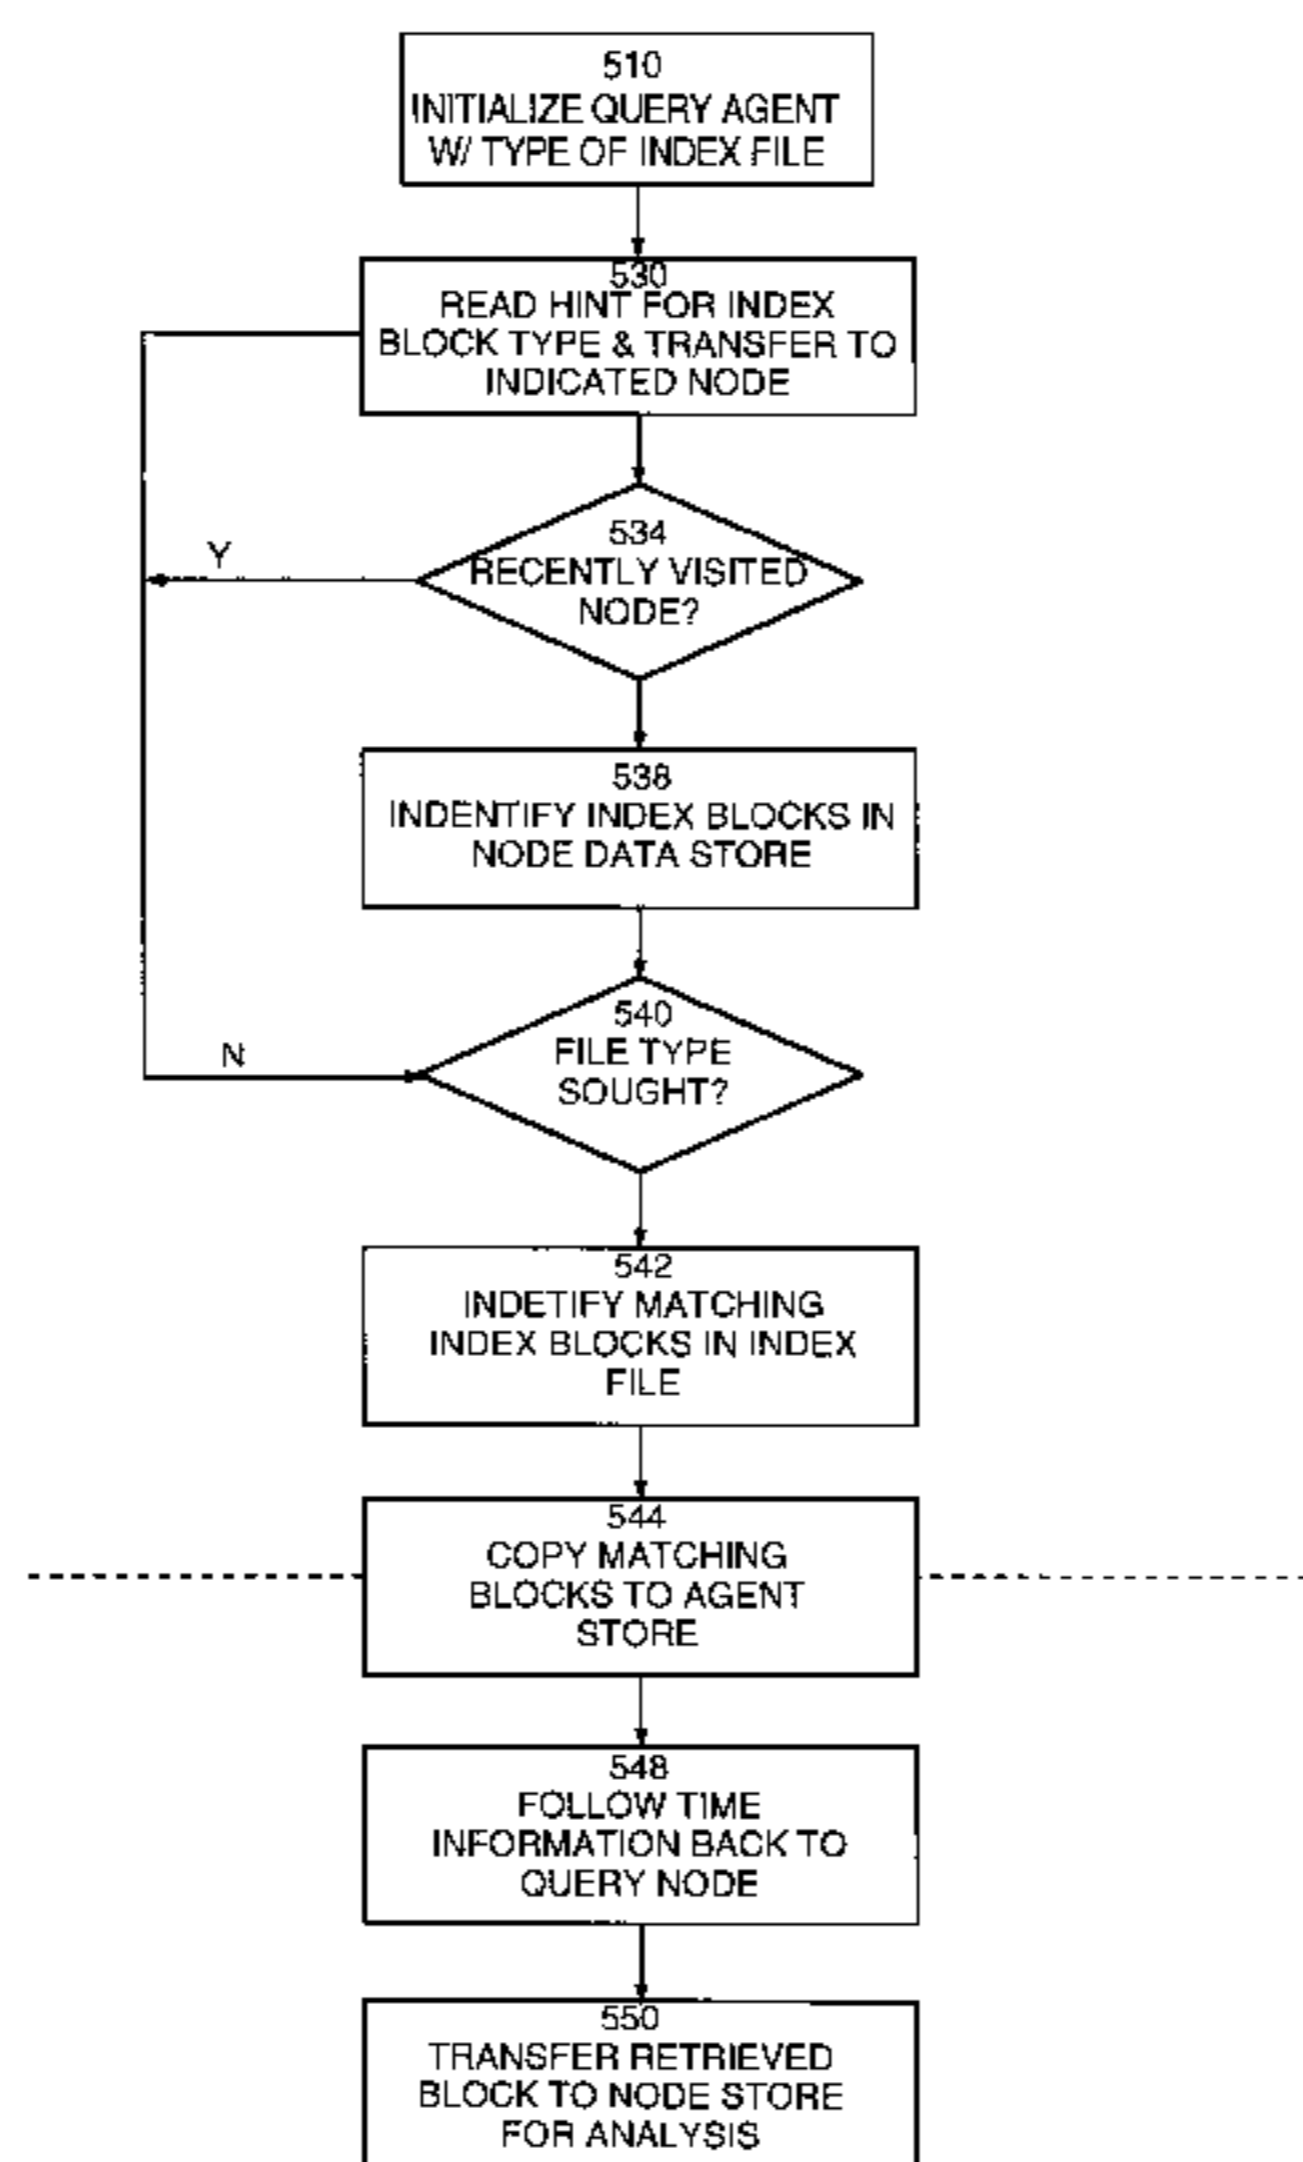 510
INITIALIZE QUERY AGENT
W/ TYPE OF INDEX FILE
530
READ HINT FOR INDEX
BLOCK TYPE & TRANSFER TO
INDICATED NODE
Y
534
RECENTLY VISITED
NODE?
538
INDENTIFY INDEX BLOCKS IN
NODE DATA STORE
N
540
FILE TYPE
SOUGHT?
542
INDETIFY MATCHING
INDEX BLOCKS IN INDEX
FILE
544
COPY MATCHING
BLOCKS TO AGENT
STORE
548
FOLLOW TIME
INFORMATION BACK TO
QUERY NODE
550
TRANSFER RETRIEVED
BLOCK TO NODE STORE
FOR ANALYSIS